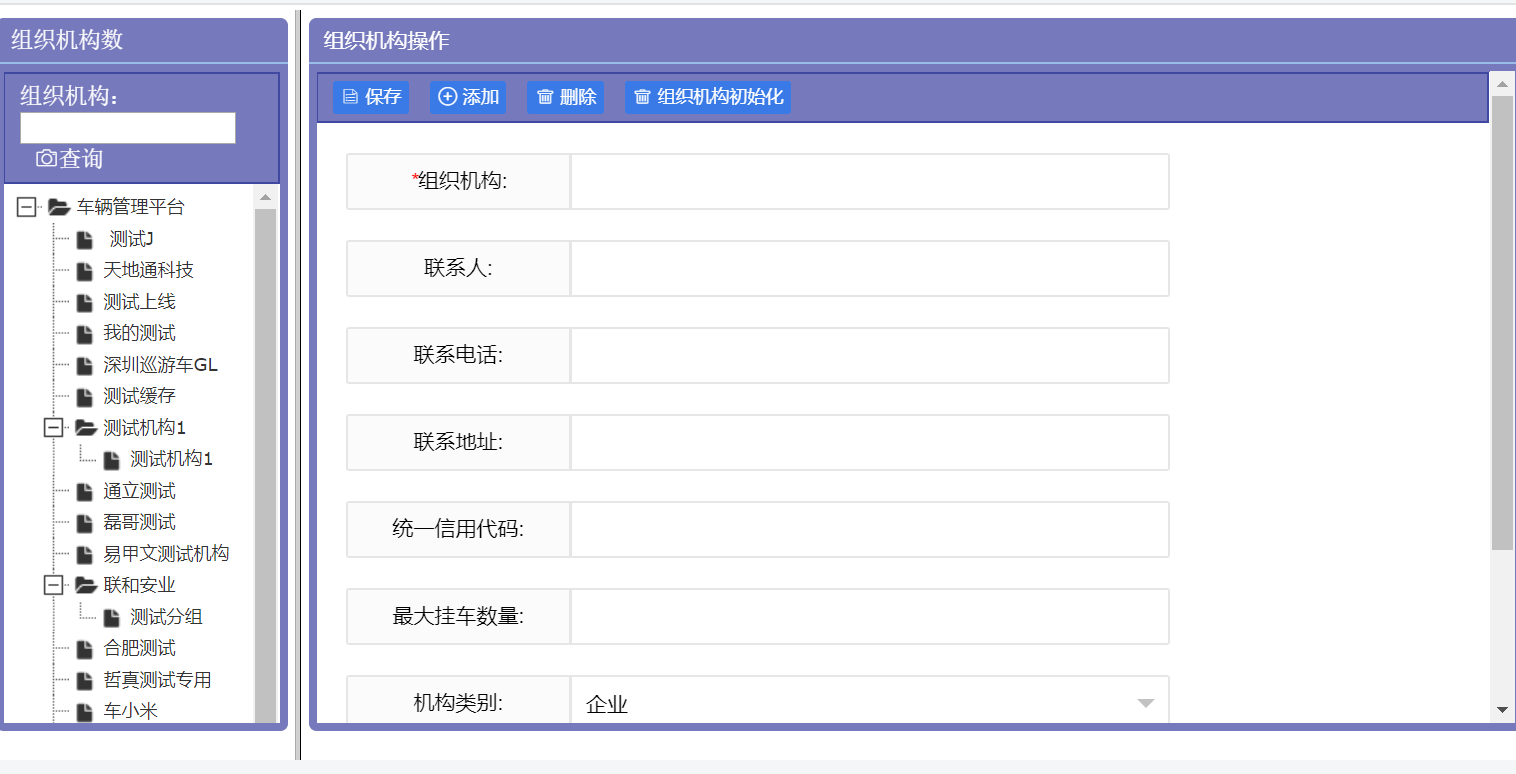 组织机构数
组织机构：
查询
车辆管理平台
测试J
天地通科技
测试上线
我的测试
深圳巡游车GL
测试缓存
测试机构1
测试机构1
通立测试
磊哥测试
易甲文测试机构
联和安业
测试分组
合肥测试
哲真测试专用
车小米
组织机构操作
保存 添加 删除 组织机构初始化
*组织机构:
联系人:
联系电话:
联系地址:
统一信用代码:
最大挂车数量:
机构类别: 企业